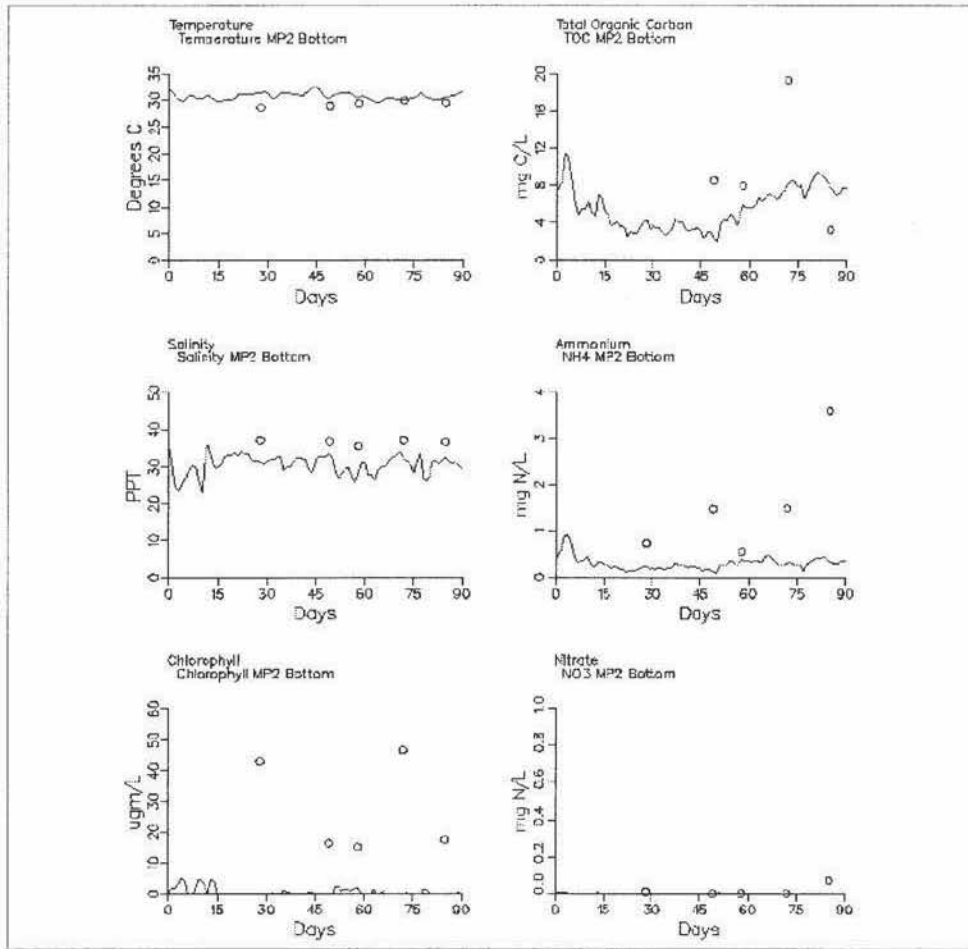 Temperature
Temperature MP2 Bottom
35
30
25
20
15
10
5
0
Degrees C
0 15 30 45 60 75 90
Days
Total Organic Carbon
TOC MP2 Bottom
20
16
12
8
4
0
mg C/L
0 15 30 45 60 75 90
Days
Salinity
Salinity MP2 Bottom
50
40
30
20
10
0
PPT
0 15 30 45 60 75 90
Days
Ammonium
NH4 MP2 Bottom
4
3
2
1
0
mg N/L
0 15 30 45 60 75 90
Days
Chlorophyll
Chlorophyll MP2 Bottom
60
50
40
30
20
10
0
ugm/L
0 15 30 45 60 75 90
Days
Nitrate
NO3 MP2 Bottom
1.0
0.8
0.6
0.4
0.2
0.0
mg N/L
0 15 30 45 60 75 90
Days